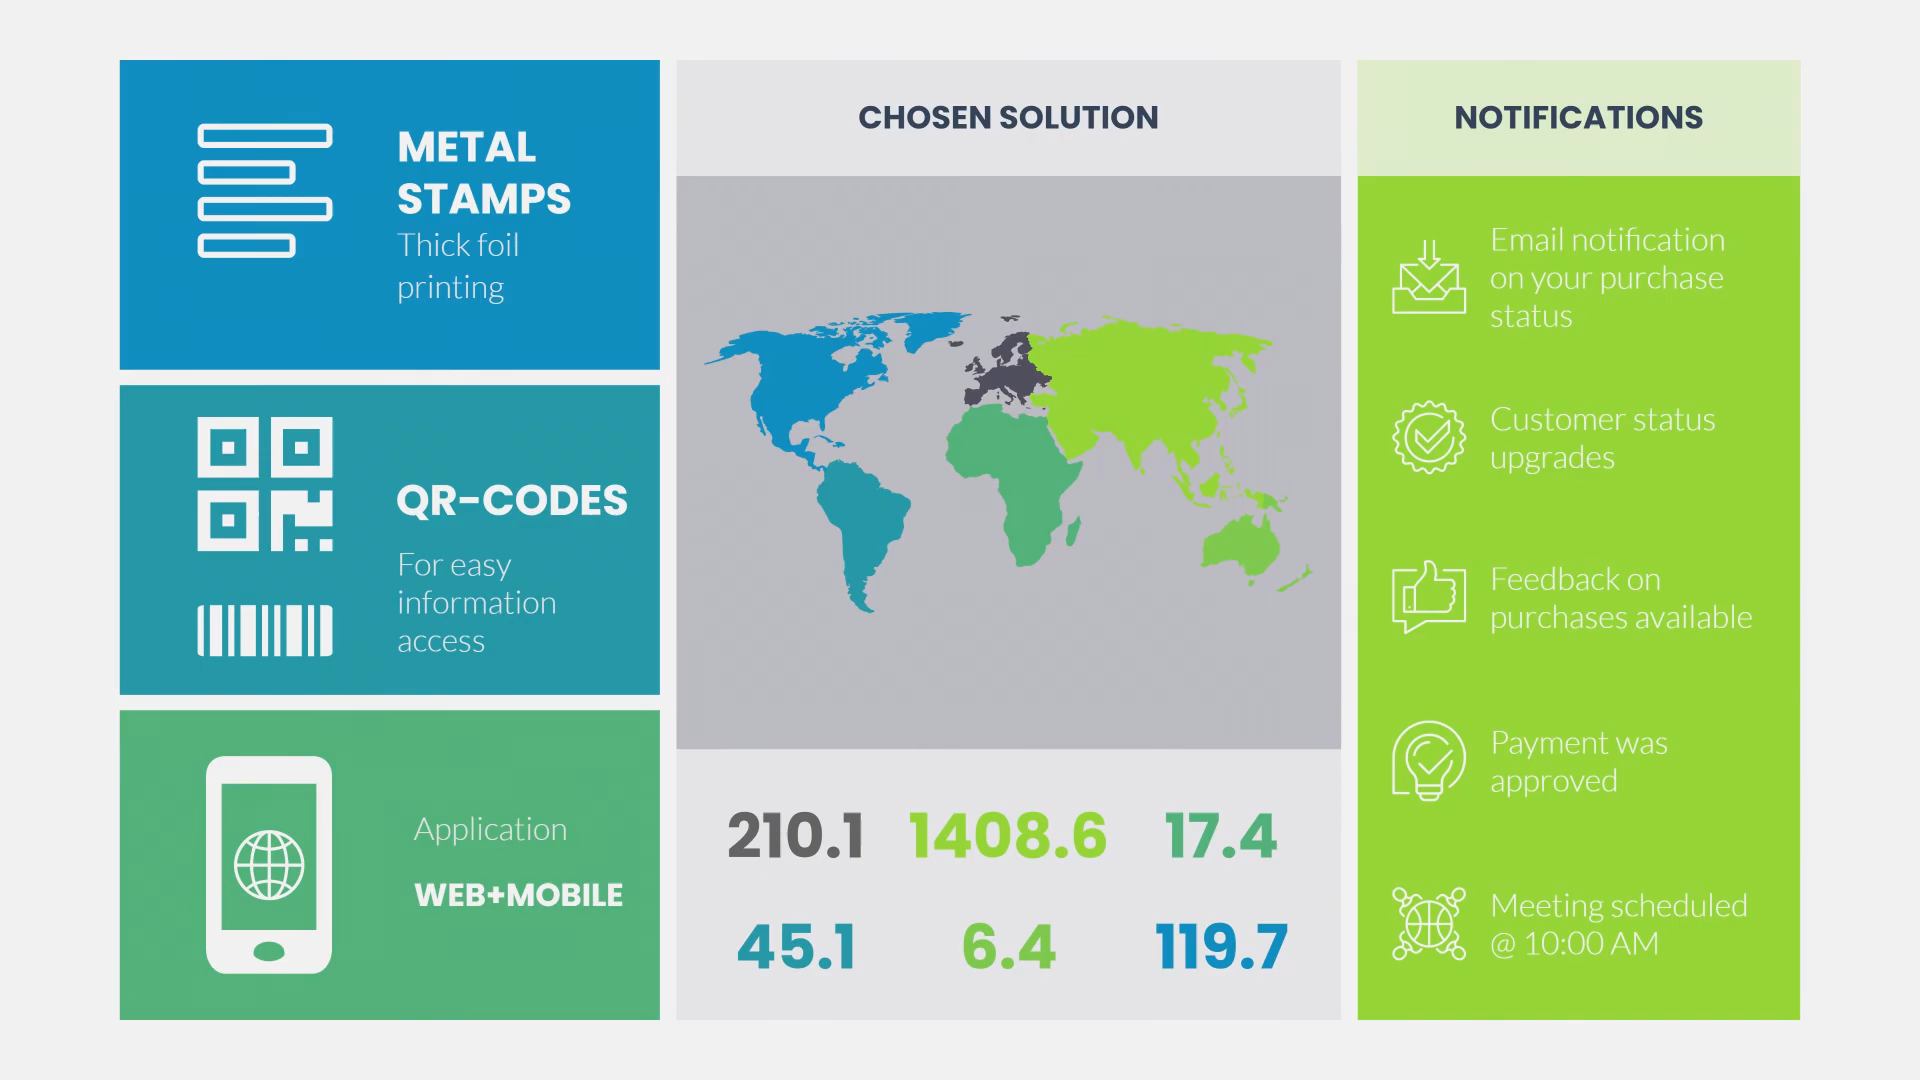 METAL
STAMPS
Thick foil
printing
QR-CODES
For easy
information
access
Application
WEB+MOBILE
CHOSEN SOLUTION
210.1 1408.6 17.4
45.1 6.4 119.7
NOTIFICATIONS
Email notification
on your purchase
status
Customer status
upgrades
Feedback on
purchases available
Payment was
approved
Meeting scheduled
@ 10:00 AM